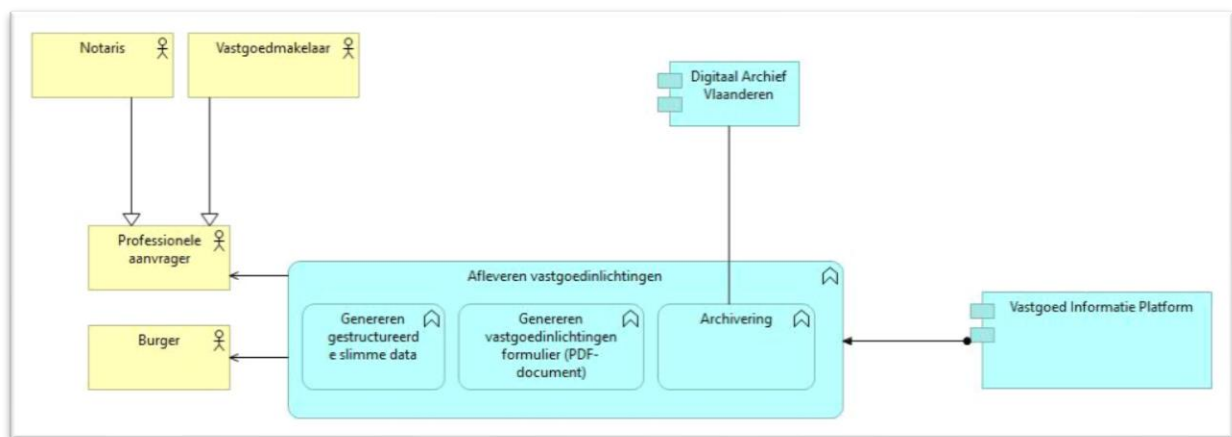 Notaris
Vastgoedmakelaar
Digitaal Archief
Vlaanderen
Professionele
aanvrager
Afleveren vastgoedinlichtingen
Genereren
gestructureerd
e slimme data
Genereren
vastgoedinlichtingen
formulier (PDF-
document)
Archivering
Vastgoed Informatie Platform
Burger